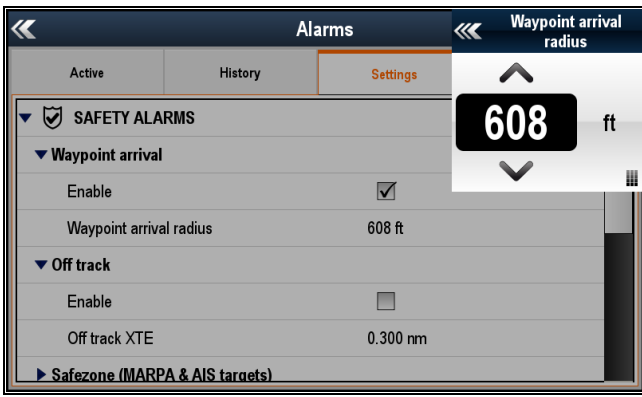 Alarms
Waypoint arrival
radius
Active
History
Settings
608
ft
SAFETY ALARMS
Waypoint arrival
Enable
Waypoint arrival radius
608 ft
Off track
Enable
Off track XTE
0.300 nm
Safezone (MARPA & AIS targets)